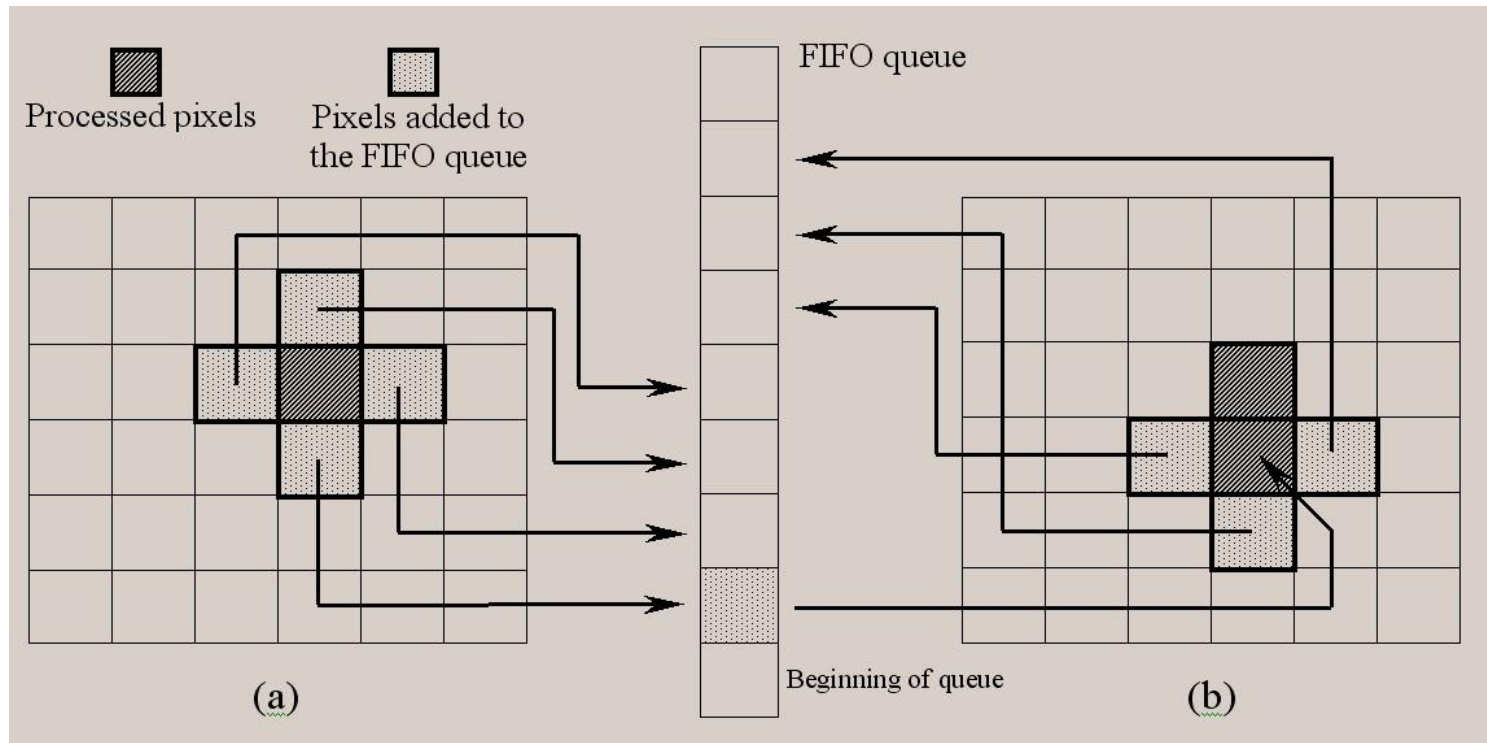 Processed pixels
Pixels added to
the FIFO queue
FIFO queue
Beginning of queue
(a)
(b)